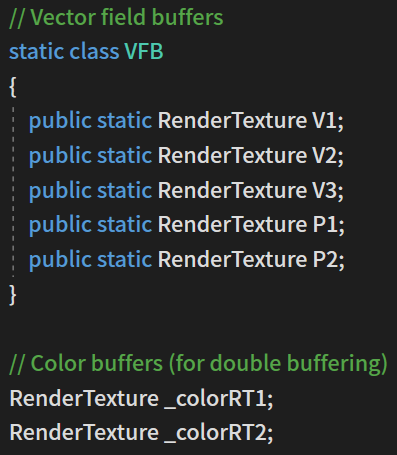 // Vector field buffers
static class VFB
{
public static RenderTexture V1;
public static RenderTexture V2;
public static RenderTexture V3;
public static RenderTexture P1;
public static RenderTexture P2;
}
// Color buffers (for double buffering)
RenderTexture _colorRT1;
RenderTexture _colorRT2;